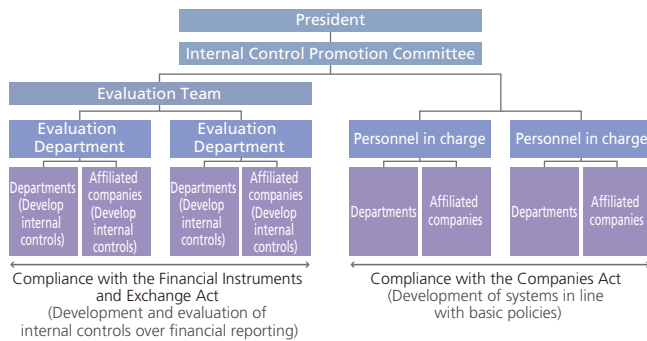 President
Internal Control Promotion Committee
Evaluation Team
Evaluation
Department
Evaluation
Department
Personnel in charge
Personnel in charge
Departments
(Develop
internal
controls)
Affiliated
companies
(Develop
internal
controls)
Departments
(Develop
internal
controls)
Affiliated
companies
(Develop
internal
controls)
Departments
Affiliated
companies
Departments
Affiliated
companies
Compliance with the Financial Instruments
and Exchange Act
(Development and evaluation of
internal controls over financial reporting)
Compliance with the Companies Act
(Development of systems in line
with basic policies)